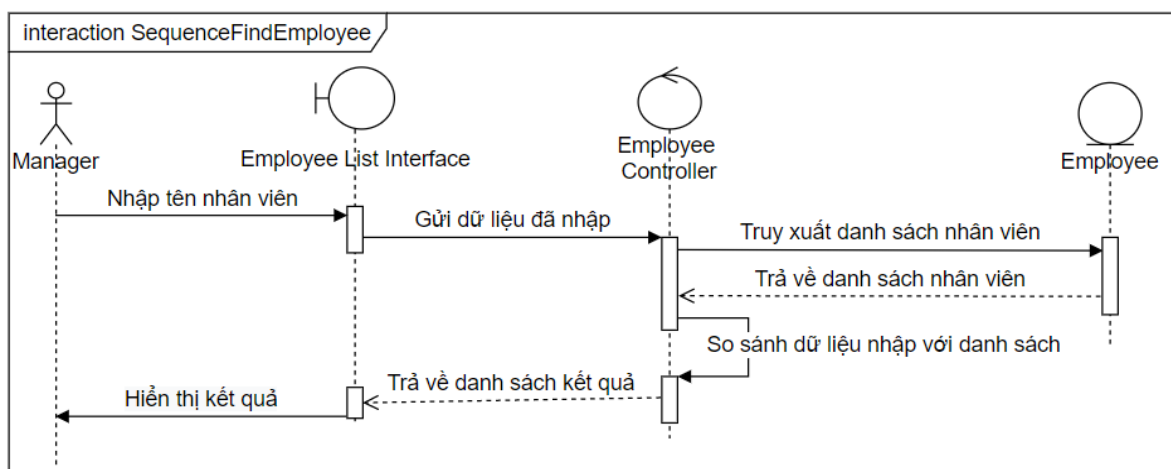 interaction SequenceFindEmployee
Manager
Employee List Interface
Employee
Controller
Employee
Nhập tên nhân viên
Gửi dữ liệu đã nhập
Truy xuất danh sách nhân viên
Trả về danh sách nhân viên
So sánh dữ liệu nhập với danh sách
Trả về danh sách kết quả
Hiển thị kết quả